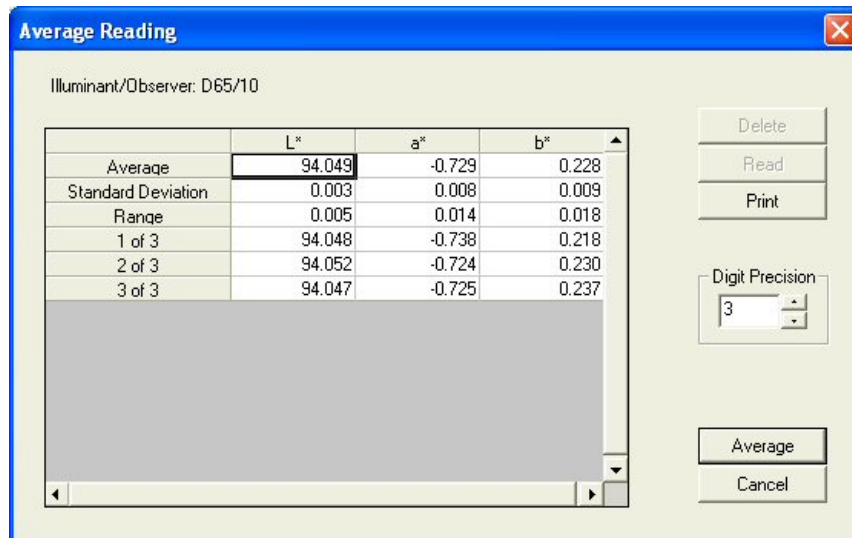 Average Reading
Illuminant/Observer: D65/10
L* a* b*
Average 94.049 -0.729 0.228
Standard Deviation 0.003 0.008 0.009
Range 0.005 0.014 0.018
1 of 3 94.048 -0.738 0.218
2 of 3 94.052 -0.724 0.230
3 of 3 94.047 -0.725 0.237
Delete
Read
Print
Digit Precision
3
Average
Cancel